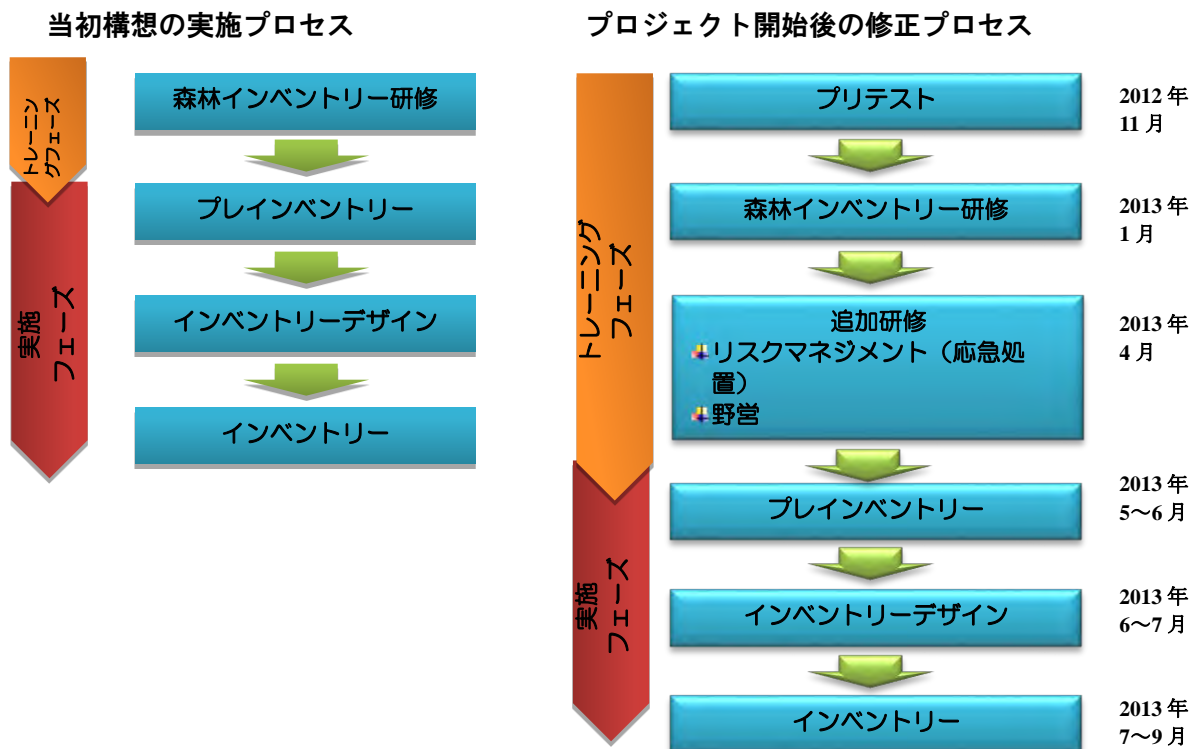 当初構想の実施プロセス
トレーニン
グフェーズ
実施
フェーズ
森林インベントリー研修
プレインベントリー
インベントリーデザイン
インベントリー
プロジェクト開始後の修正プロセス
トレーニング
フェーズ
実施
フェーズ
プリテスト
2012 年
11 月
森林インベントリー研修
2013 年
1 月
追加研修
リスクマネジメント（応急処
置）
野営
2013 年
4 月
プレインベントリー
2013 年
5～6 月
インベントリーデザイン
2013 年
6～7 月
インベントリー
2013 年
7～9 月